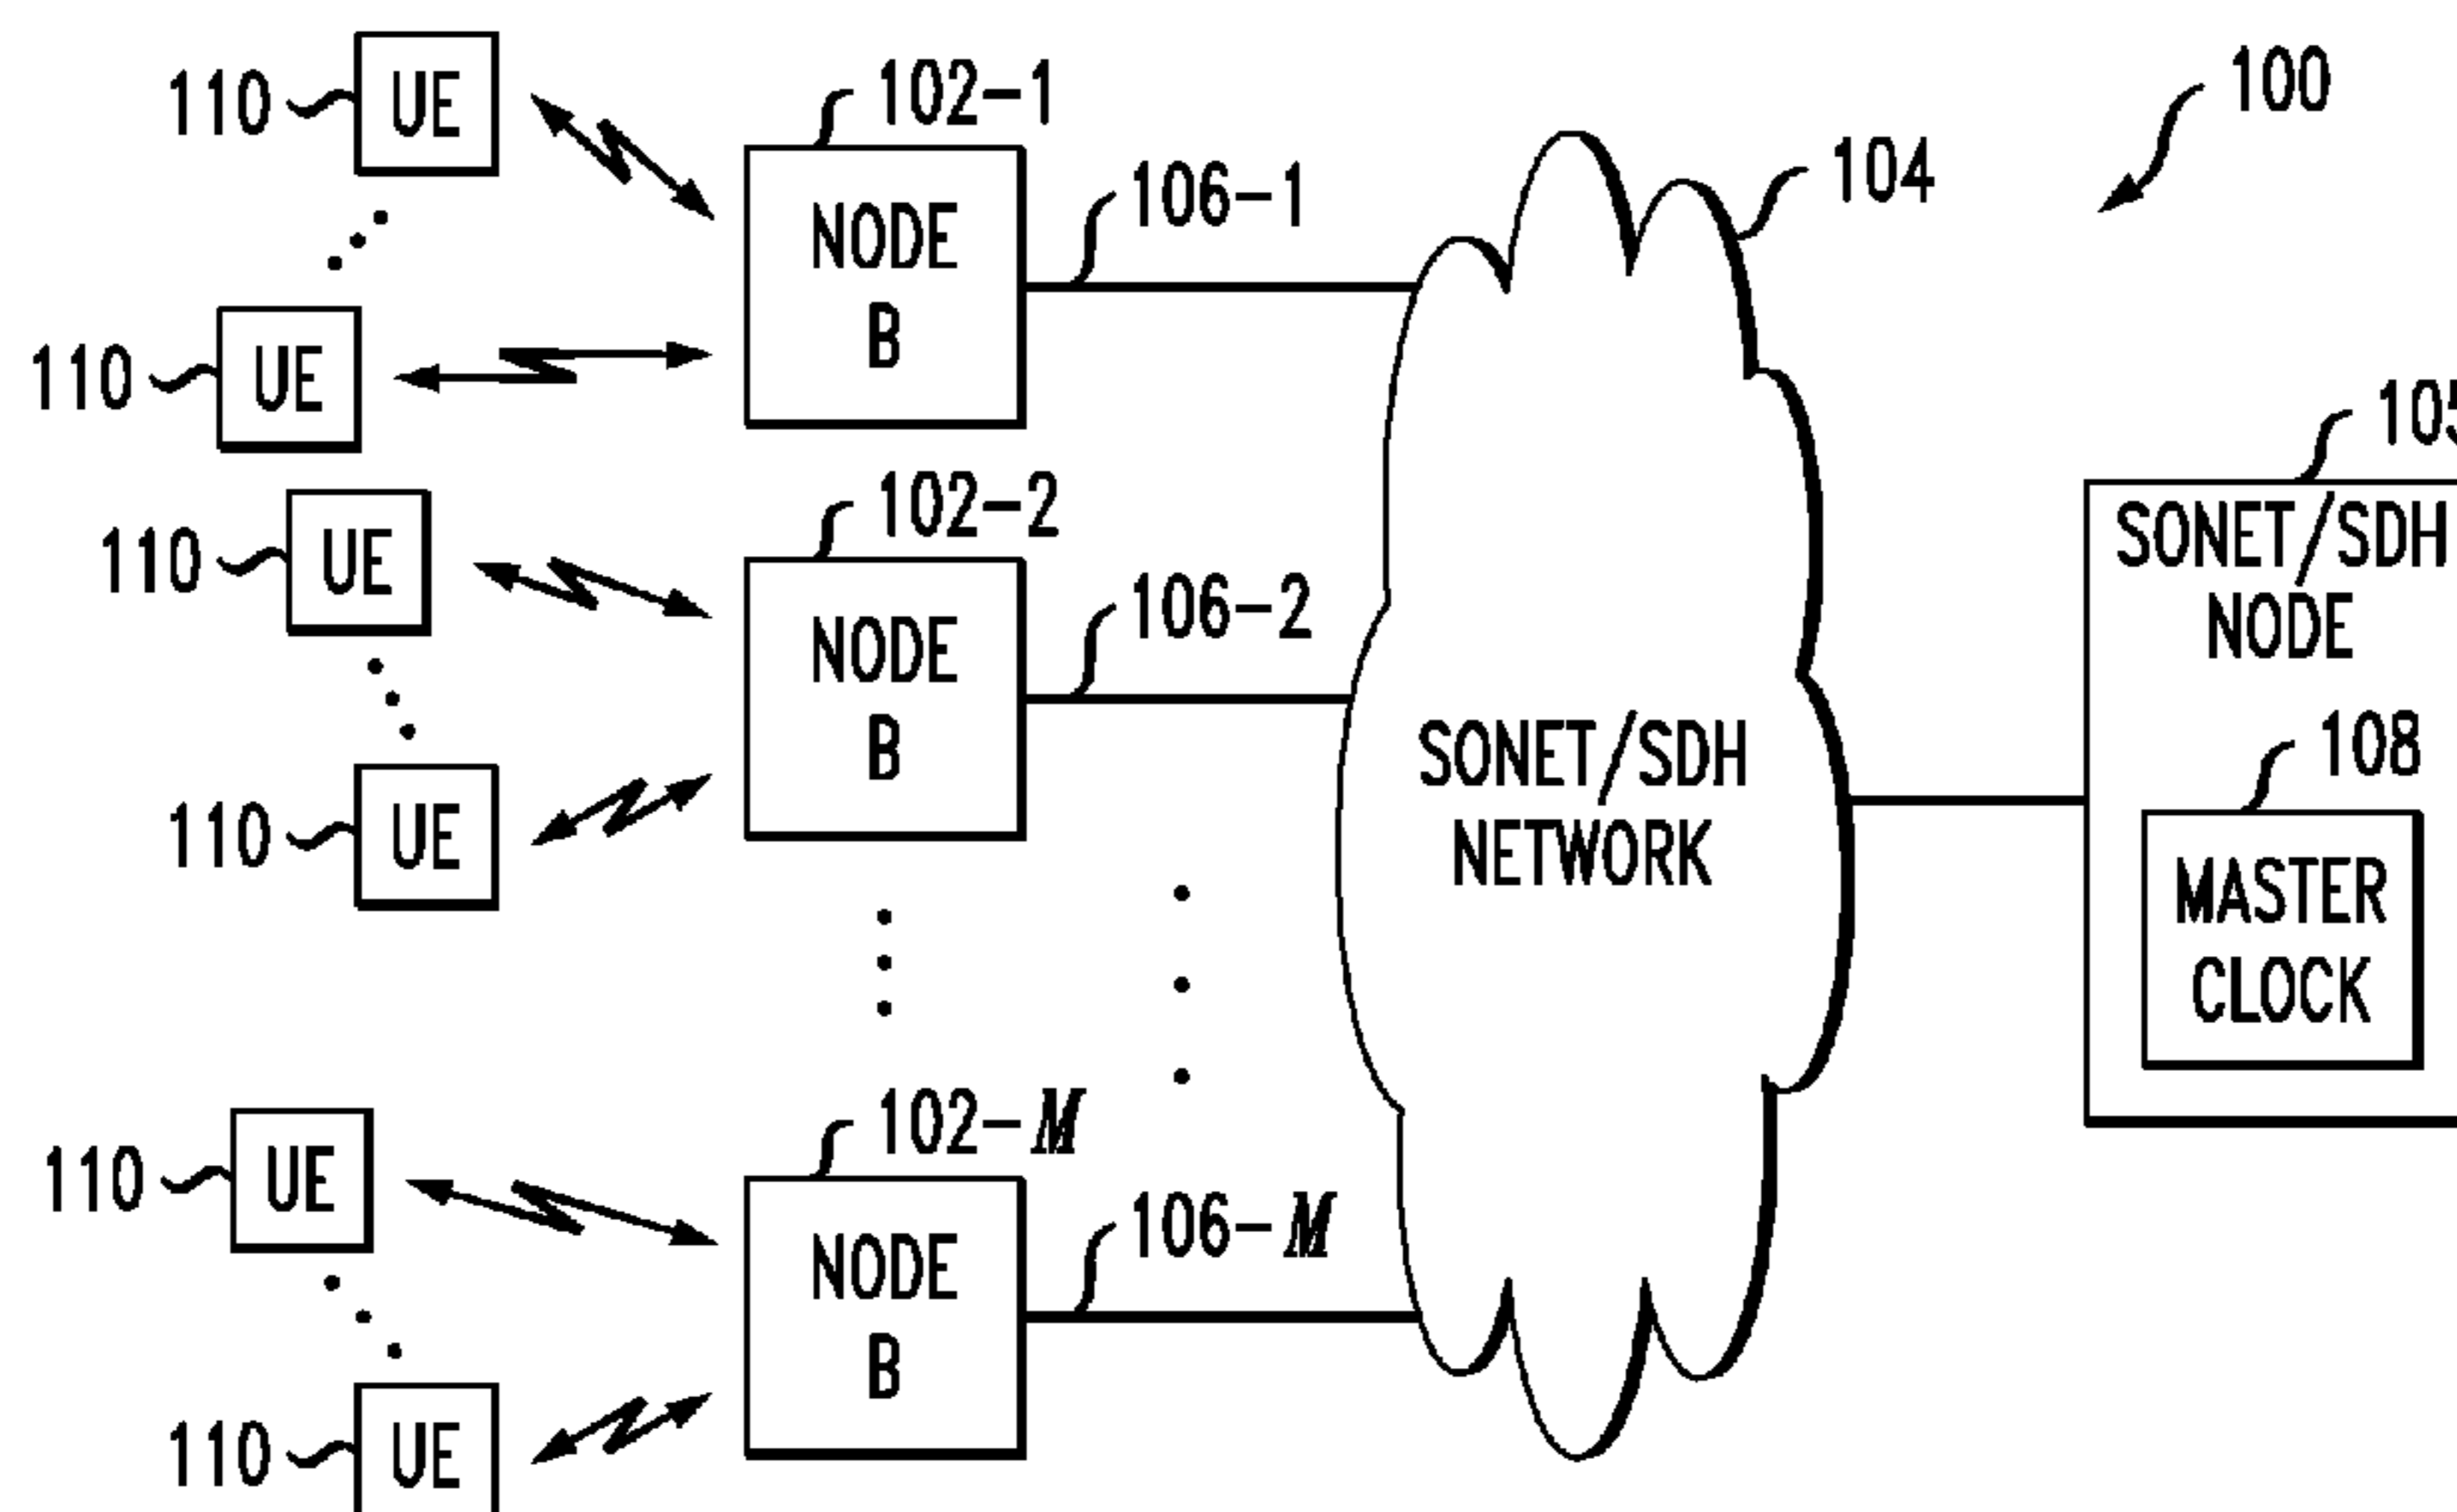 100
110
UE
102-1
NODE
B
106-1
104
110
UE
105
SONET/SDH
NODE
108
MASTER
CLOCK
110
UE
102-2
NODE
B
106-2
SONET/SDH
NETWORK
110
UE
102-M
NODE
B
106-M
110
UE
110
UE